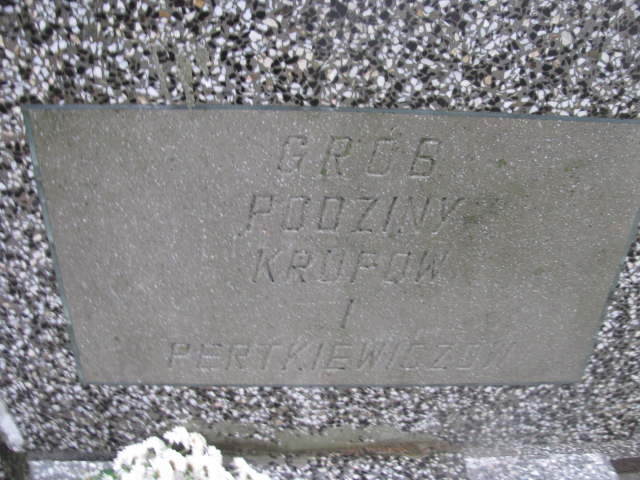 GRÓB
RODZINY
KRUPÓW
I
PERTKIEWICZÓW